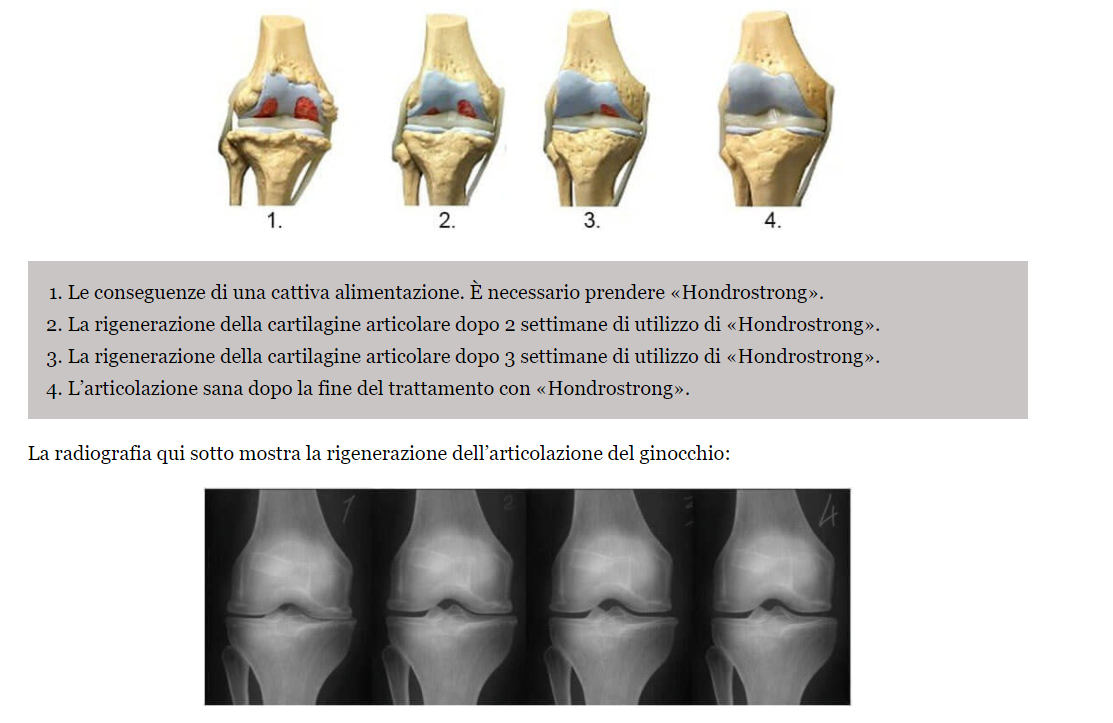 1.
2.
3.
4.
1. Le conseguenze di una cattiva alimentazione. È necessario prendere «Hondrostrong».
2. La rigenerazione della cartilagine articolare dopo 2 settimane di utilizzo di «Hondrostrong».
3. La rigenerazione della cartilagine articolare dopo 3 settimane di utilizzo di «Hondrostrong».
4. L’articolazione sana dopo la fine del trattamento con «Hondrostrong».
La radiografia qui sotto mostra la rigenerazione dell’articolazione del ginocchio:
1
2
4